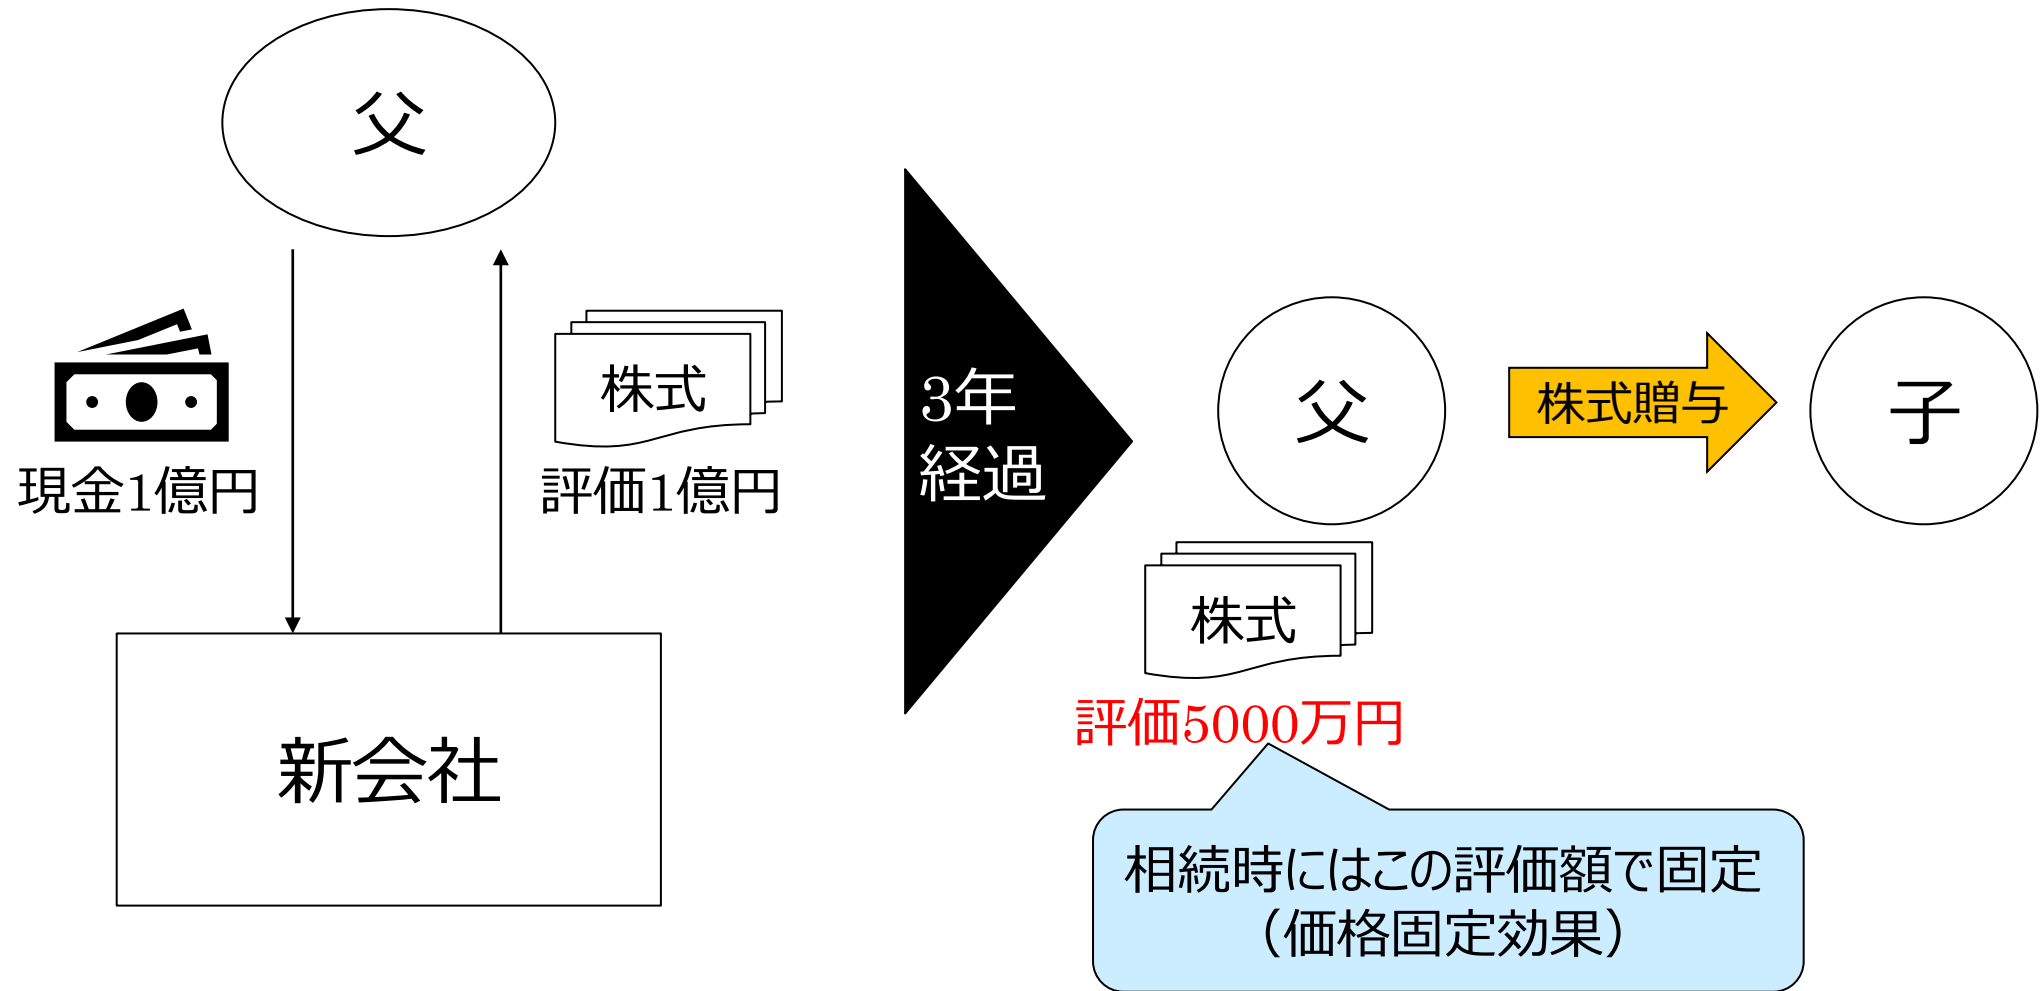 父
現金1億円
株式
評価1億円
新会社
3年
経過
父
株式贈与
子
株式
評価5000万円
相続時にはこの評価額で固定
（価格固定効果）